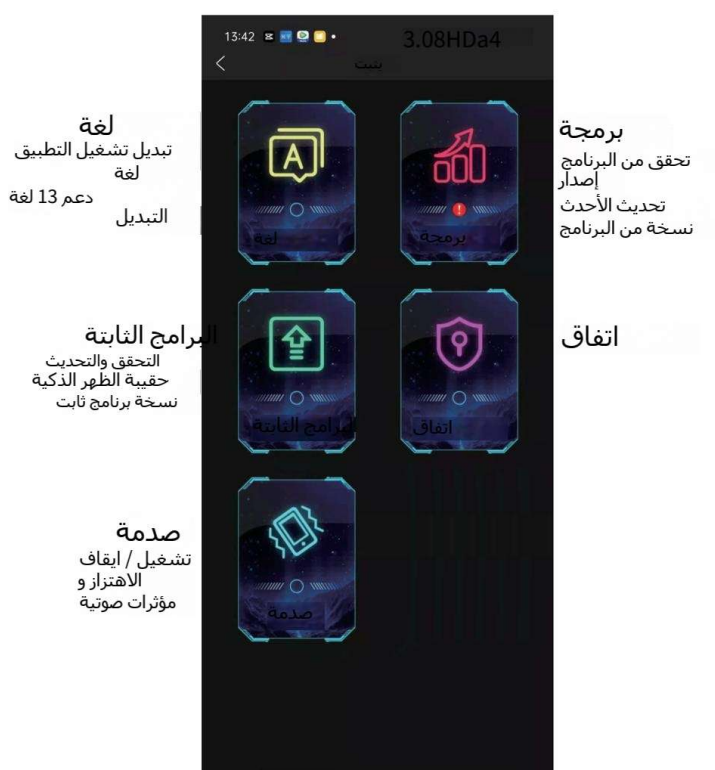 13:42
3.08HDa4
يثبت
لغة
تبديل تشغيل التطبيق
لغة
دعم 13 لغة
التبديل
A
لغة
برمجة
برمجة
تحقق من البرنامج
إصدار
تحديث الأحدث
نسخة من البرنامج
البرامج الثابتة
التحقق والتحديث
حقيبة الظهر الذكية
نسخة برنامج ثابت
البرامج الثابتة
اتفاق
اتفاق
صدمة
تشغيل / ايقاف
الاهتزاز و
مؤثرات صوتية
صدمة